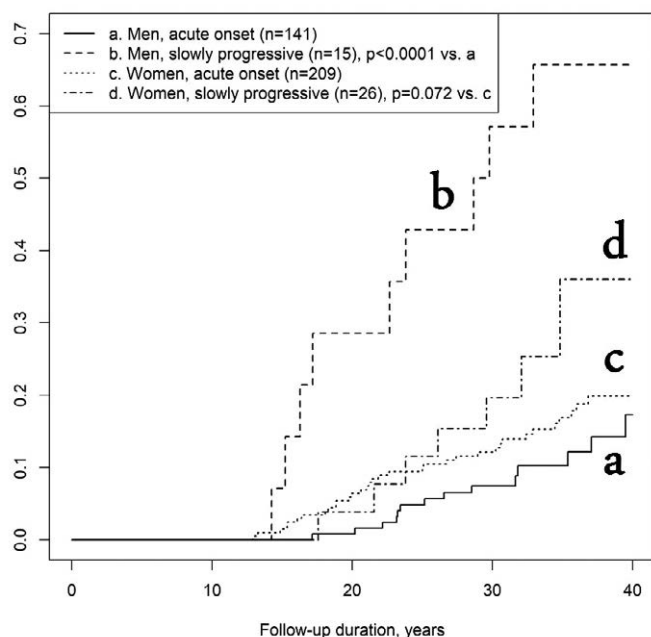 a. Men, acute onset (n=141)
b. Men, slowly progressive (n=15), p<0.0001 vs. a
c. Women, acute onset (n=209)
d. Women, slowly progressive (n=26), p=0.072 vs. c
0.7
0.6
0.5
0.4
0.3
0.2
0.1
0.0
b
d
c
a
0 10 20 30 40
Follow-up duration, years